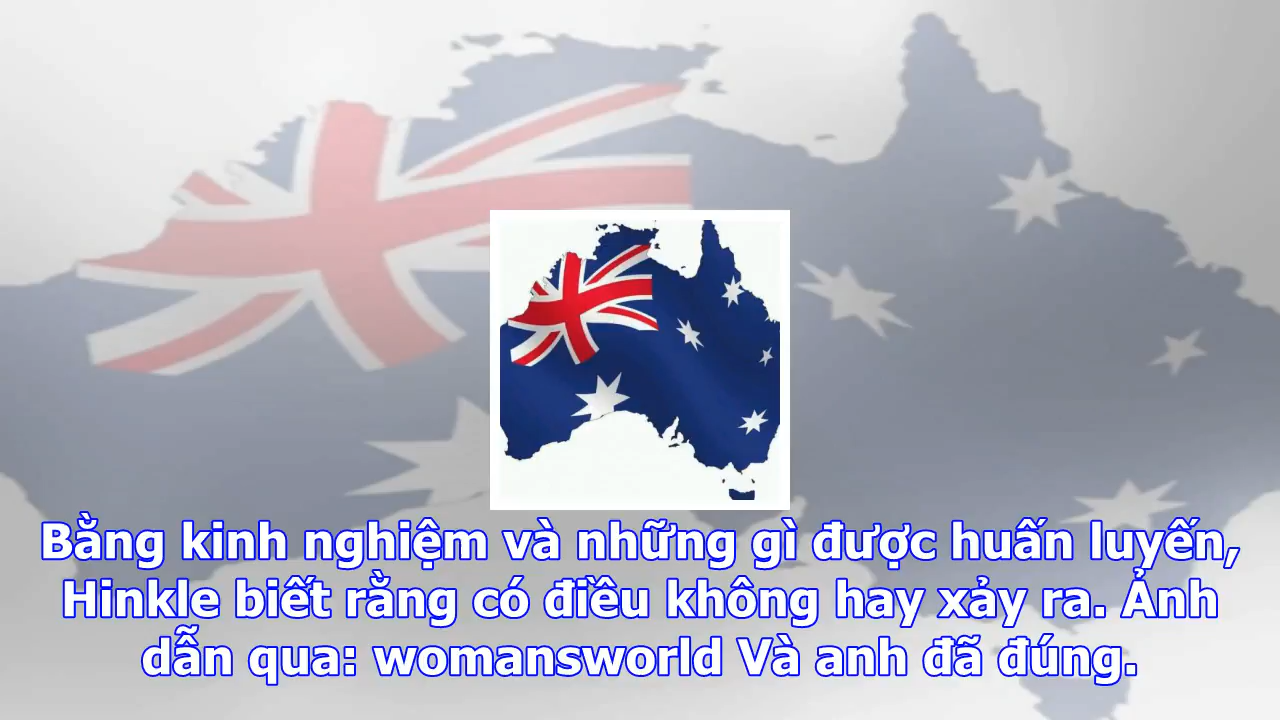 Bằng kinh nghiệm và những gì được huấn luyến,
Hinkle biết rằng có điều không hay xảy ra. Ảnh
dẫn qua: womansworld Và anh đã đúng.